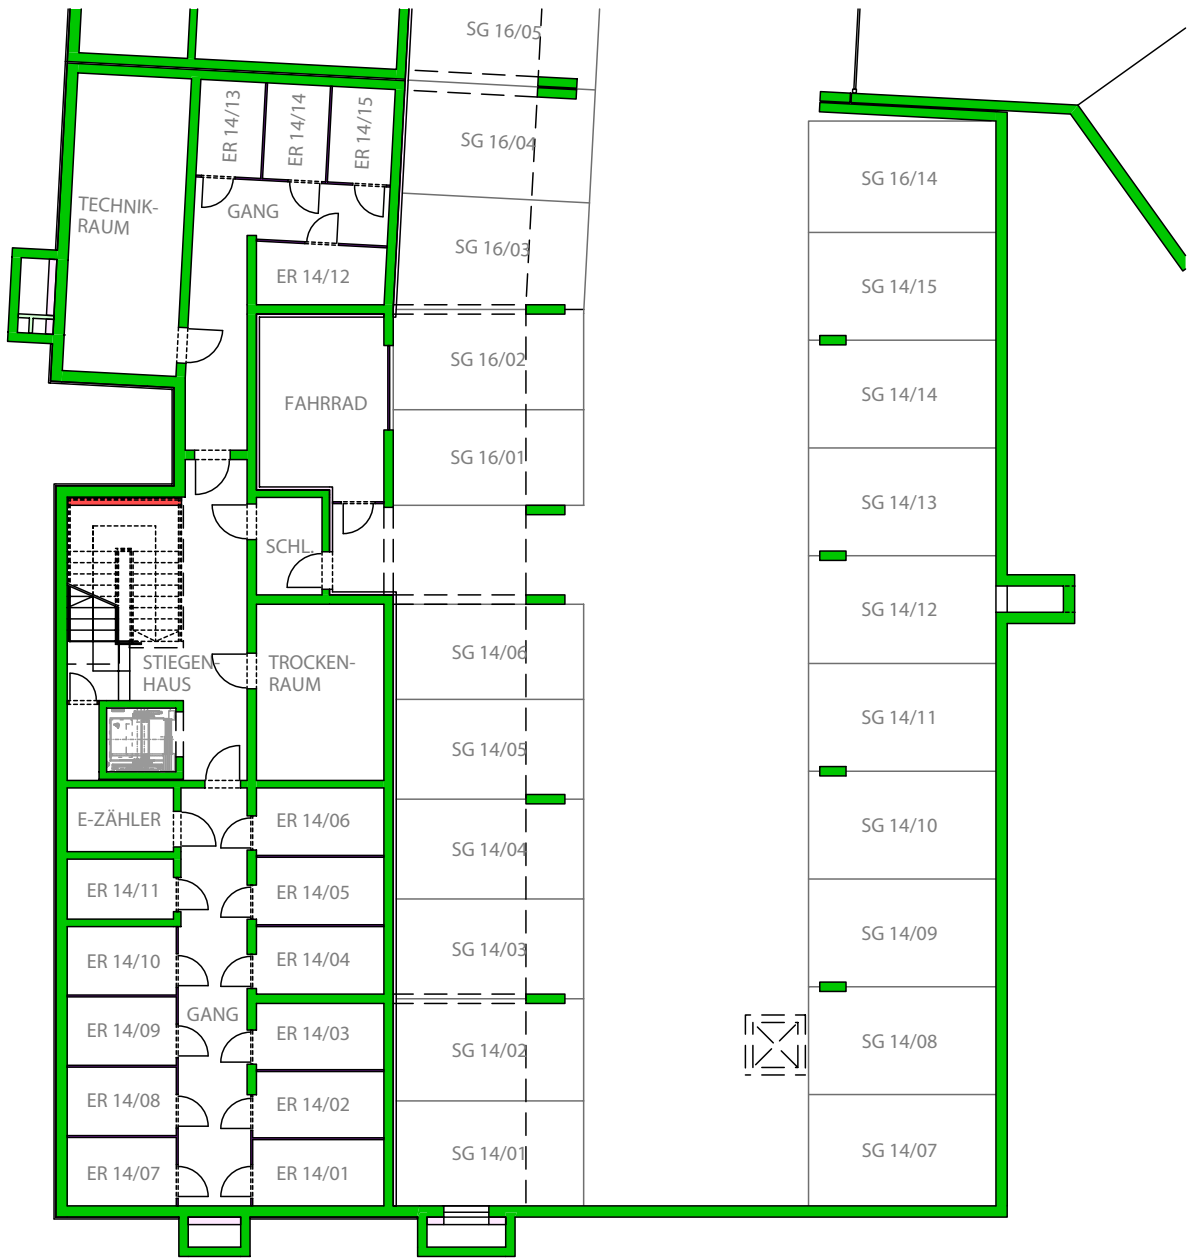 SG 16/05
ER 14/13
ER 14/14
ER 14/15
SG 16/04
SG 16/14
TECHNIK-
RAUM
GANG
SG 16/03
ER 14/12
SG 14/15
SG 16/02
FAHRRAD
SG 14/14
SG 16/01
SG 14/13
SCHL.
SG 14/12
STIEGEN-
HAUS
TROCKEN-
RAUM
SG 14/06
SG 14/11
SG 14/05
E-ZÄHLER
ER 14/06
SG 14/10
SG 14/04
ER 14/11
ER 14/05
SG 14/09
ER 14/10
ER 14/04
SG 14/03
GANG
ER 14/09
ER 14/03
SG 14/08
SG 14/02
ER 14/08
ER 14/02
SG 14/07
SG 14/01
ER 14/07
ER 14/01